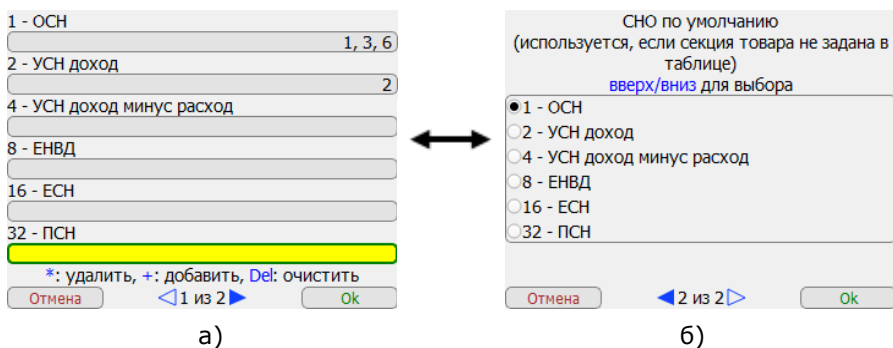 1 - ОСН
1, 3, 6
2 - УСН доход
2
4 - УСН доход минус расход
8 - ЕНВД
16 - ЕСН
32 - ПСН
*: удалить, +: добавить, Del: очистить
Отмена 1 из 2 Ok
а)
СНО по умолчанию
(используется, если секция товара не задана в
таблице)
вверх/вниз для выбора
1 - ОСН
2 - УСН доход
4 - УСН доход минус расход
8 - ЕНВД
16 - ЕСН
32 - ПСН
Отмена 2 из 2 Ok
б)